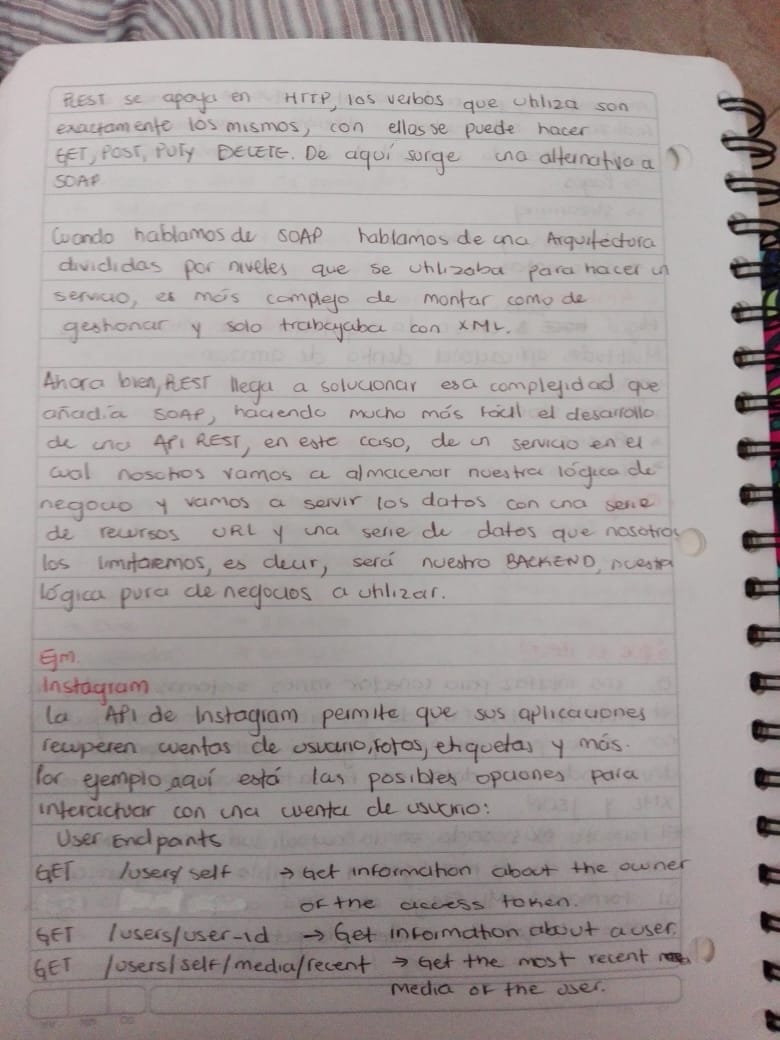 REST se apoya en HTTP, los verbos que utiliza son
exactamente los mismos, con ellos se puede hacer
GET, POST, PUT y DELETE. De aquí surge una alternativa a
SOAP.
Cuando hablamos de SOAP hablamos de una Arquitectura
divididas por niveles que se utilizaba para hacer un
servicio, es más complejo de montar como de
gestionar y solo trabajaba con XML.
Ahora bien, REST llega a solucionar esa complejidad que
añadía SOAP, haciendo mucho más fácil el desarrollo
de una API REST, en este caso, de un servicio en el
cual nosotros vamos a almacenar nuestra lógica de
negocio y vamos a servir los datos con una serie
de recursos URL y una serie de datos que nosotros
los limitaremos, es decir, será nuestro BACKEND, nuestra
lógica pura de negocios a utilizar.
Ejm.
Instagram
La API de Instagram permite que sus aplicaciones
recuperen cuentas de usuario, fotos, etiquetas y más.
Por ejemplo, aquí está las posibles opciones para
interactuar con una cuenta de usuario:
User Endpoints
GET /users/self → Get information about the owner
of the access token.
GET /users/user-id → Get information about a user.
GET /users/self/media/recent → Get the most recent
media of the user.